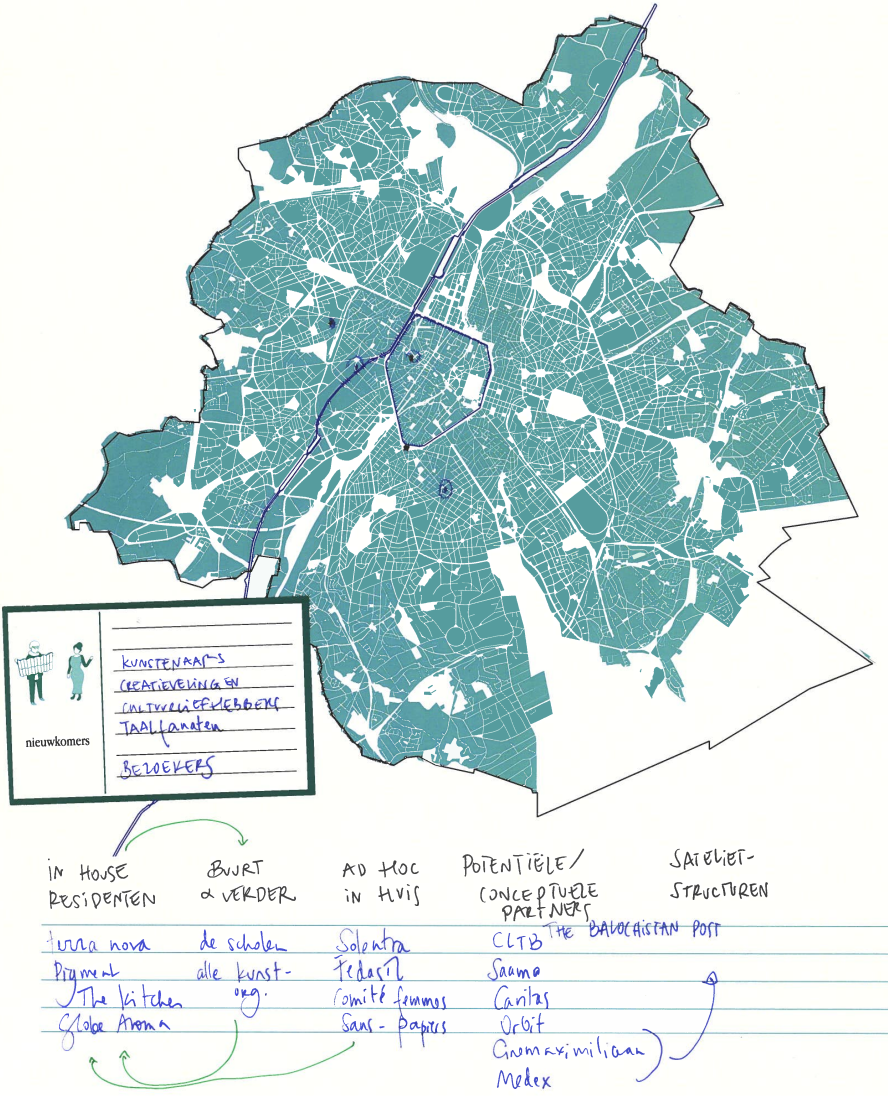 KUNSTENAARS
CREATIEVELINGEN
CULTUURLIEFHEBBERS
TAALfanaten
nieuwkomers
BEZOEKERS
IN HOUSE RESIDENTEN
BUURT & VERDER
AD HOC IN HUIS
POTENTIËLE/ CONCEPTUELE PARTNERS
SATELIET-STRUCTUREN
terra nova
de scholen
Solentra
CLTB
THE BALOCHISTAN POST
Pigment
alle kunst-
Fedasil
Saamo
The kitchen
org.
Comité femmes
Caritas
Globe Aroma
Sans-papiers
Orbit
Cinemaximiliaan
Medex